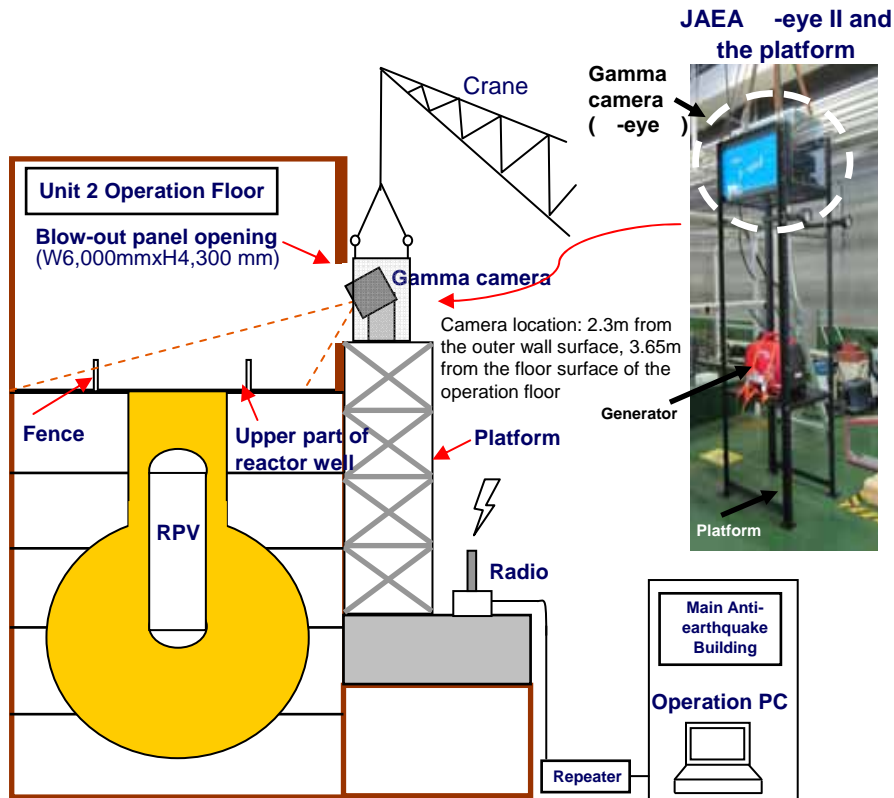 JAEA -eye II and
the platform
Gamma
camera
( -eye )
Crane
Unit 2 Operation Floor
Blow-out panel opening
(W6,000mmxH4,300 mm)
Gamma camera
Camera location: 2.3m from
the outer wall surface, 3.65m
from the floor surface of the
operation floor
Generator
Fence
Upper part of
reactor well
Platform
Platform
RPV
Radio
Main Anti-
earthquake
Building
Operation PC
Repeater